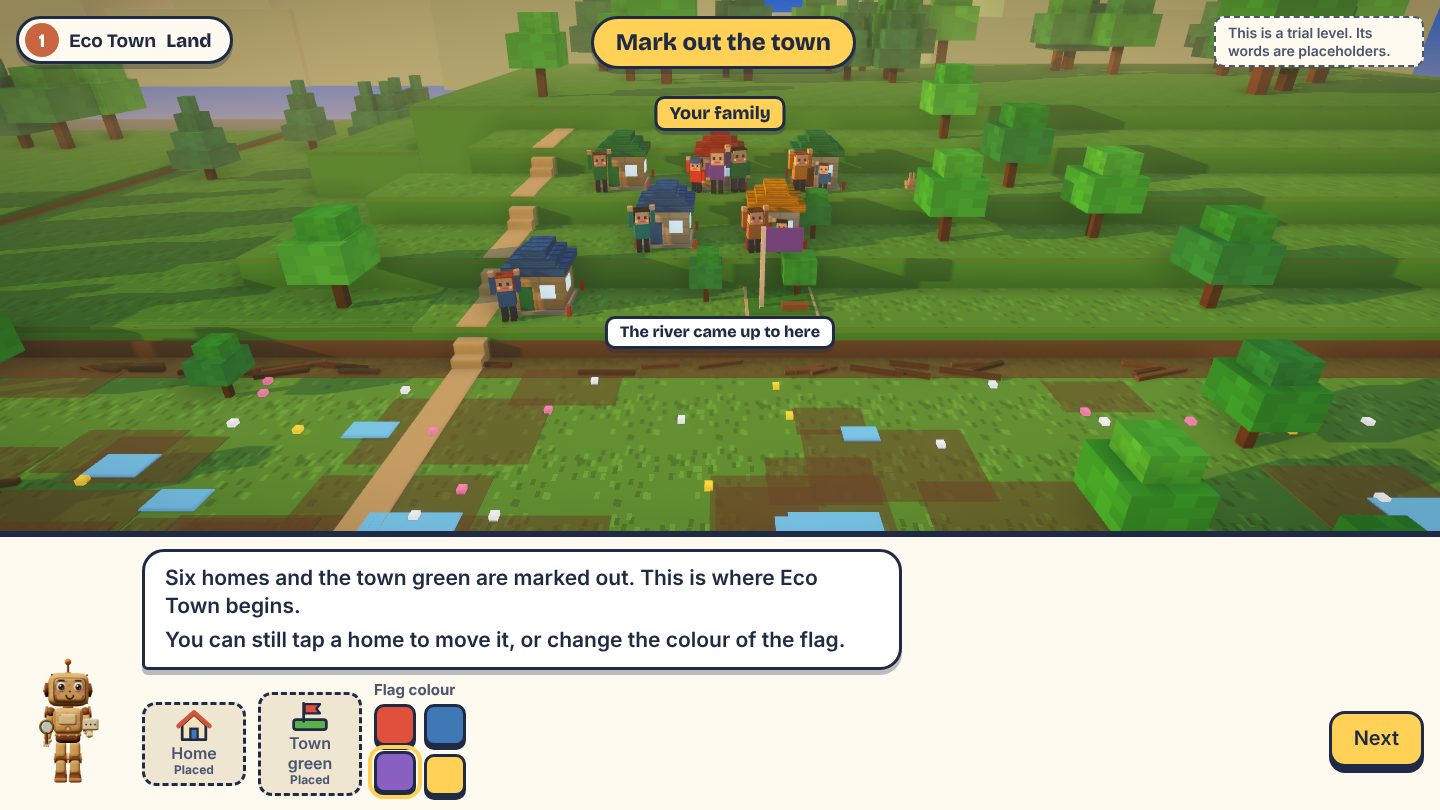 1 Eco Town Land
Mark out the town
This is a trial level. Its
words are placeholders.
Your family
The river came up to here
Six homes and the town green are marked out. This is where Eco
Town begins.
You can still tap a home to move it, or change the colour of the flag.
Flag colour
Home
Placed
Town
green
Placed
Next